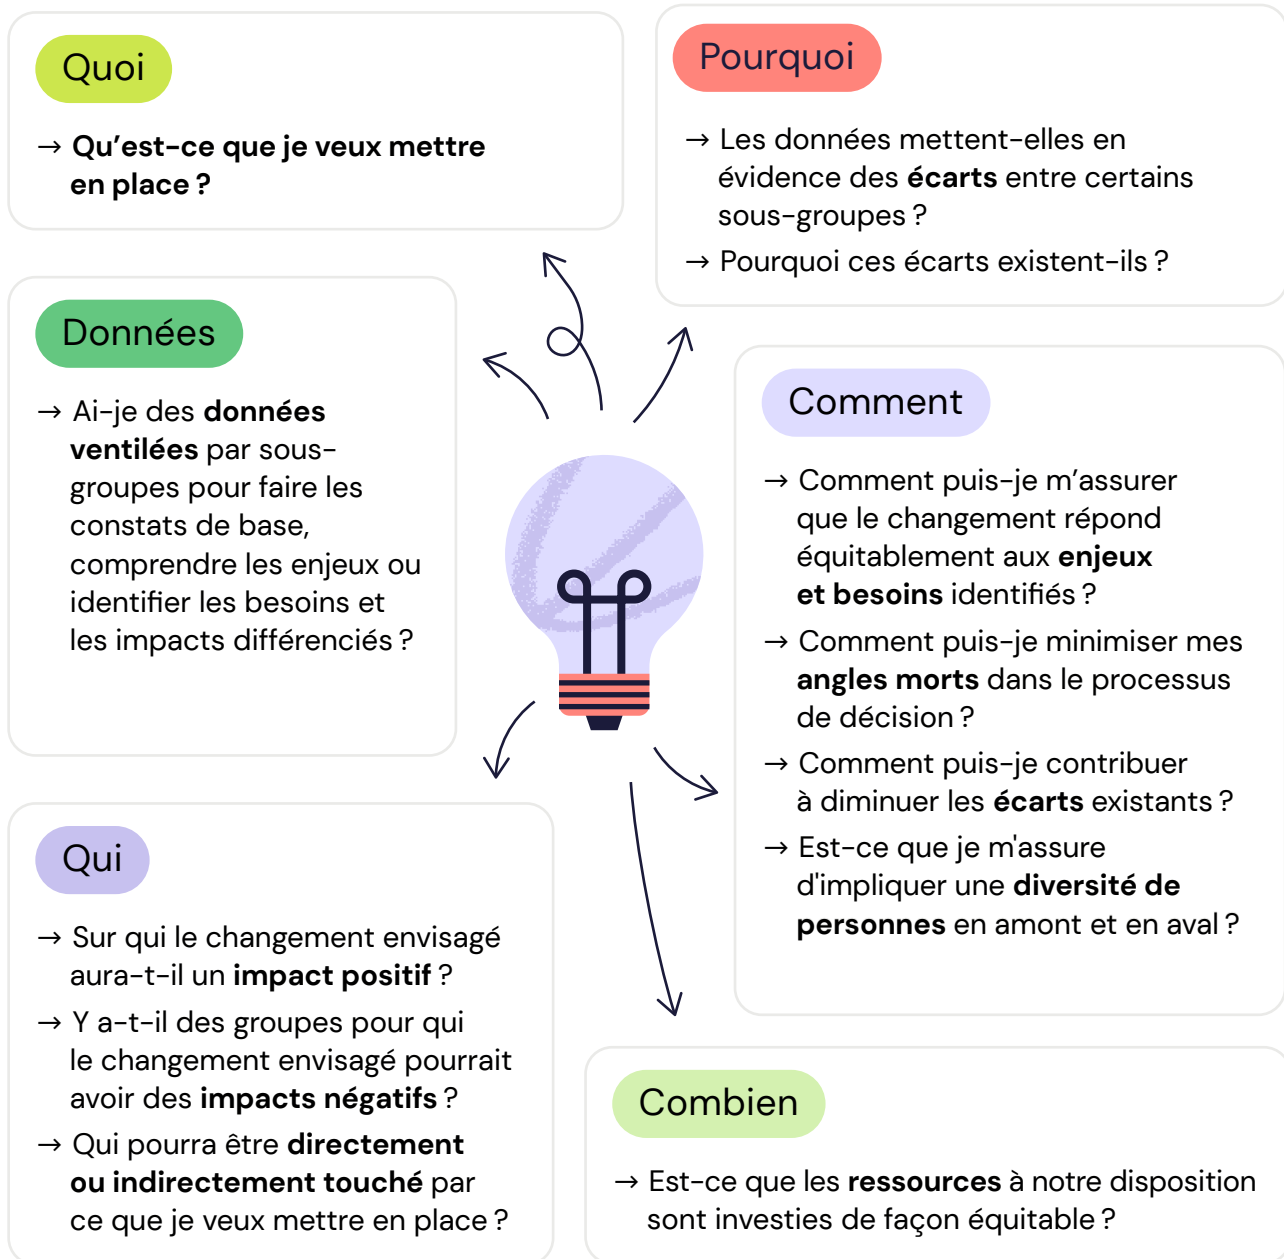 Quoi
→ Qu’est-ce que je veux mettre
en place ?
Pourquoi
→ Les données mettent-elles en
évidence des écarts entre certains
sous-groupes ?
→ Pourquoi ces écarts existent-ils ?
Données
→ Ai-je des données
ventilées par sous-
groupes pour faire les
constats de base,
comprendre les enjeux ou
identifier les besoins et
les impacts différenciés ?
Comment
→ Comment puis-je m’assurer
que le changement répond
équitablement aux enjeux
et besoins identifiés ?
→ Comment puis-je minimiser mes
angles morts dans le processus
de décision ?
→ Comment puis-je contribuer
à diminuer les écarts existants ?
→ Est-ce que je m'assure
d'impliquer une diversité de
personnes en amont et en aval ?
Qui
→ Sur qui le changement envisagé
aura-t-il un impact positif ?
→ Y a-t-il des groupes pour qui
le changement envisagé pourrait
avoir des impacts négatifs ?
→ Qui pourra être directement
ou indirectement touché par
ce que je veux mettre en place ?
Combien
→ Est-ce que les ressources à notre disposition
sont investies de façon équitable ?